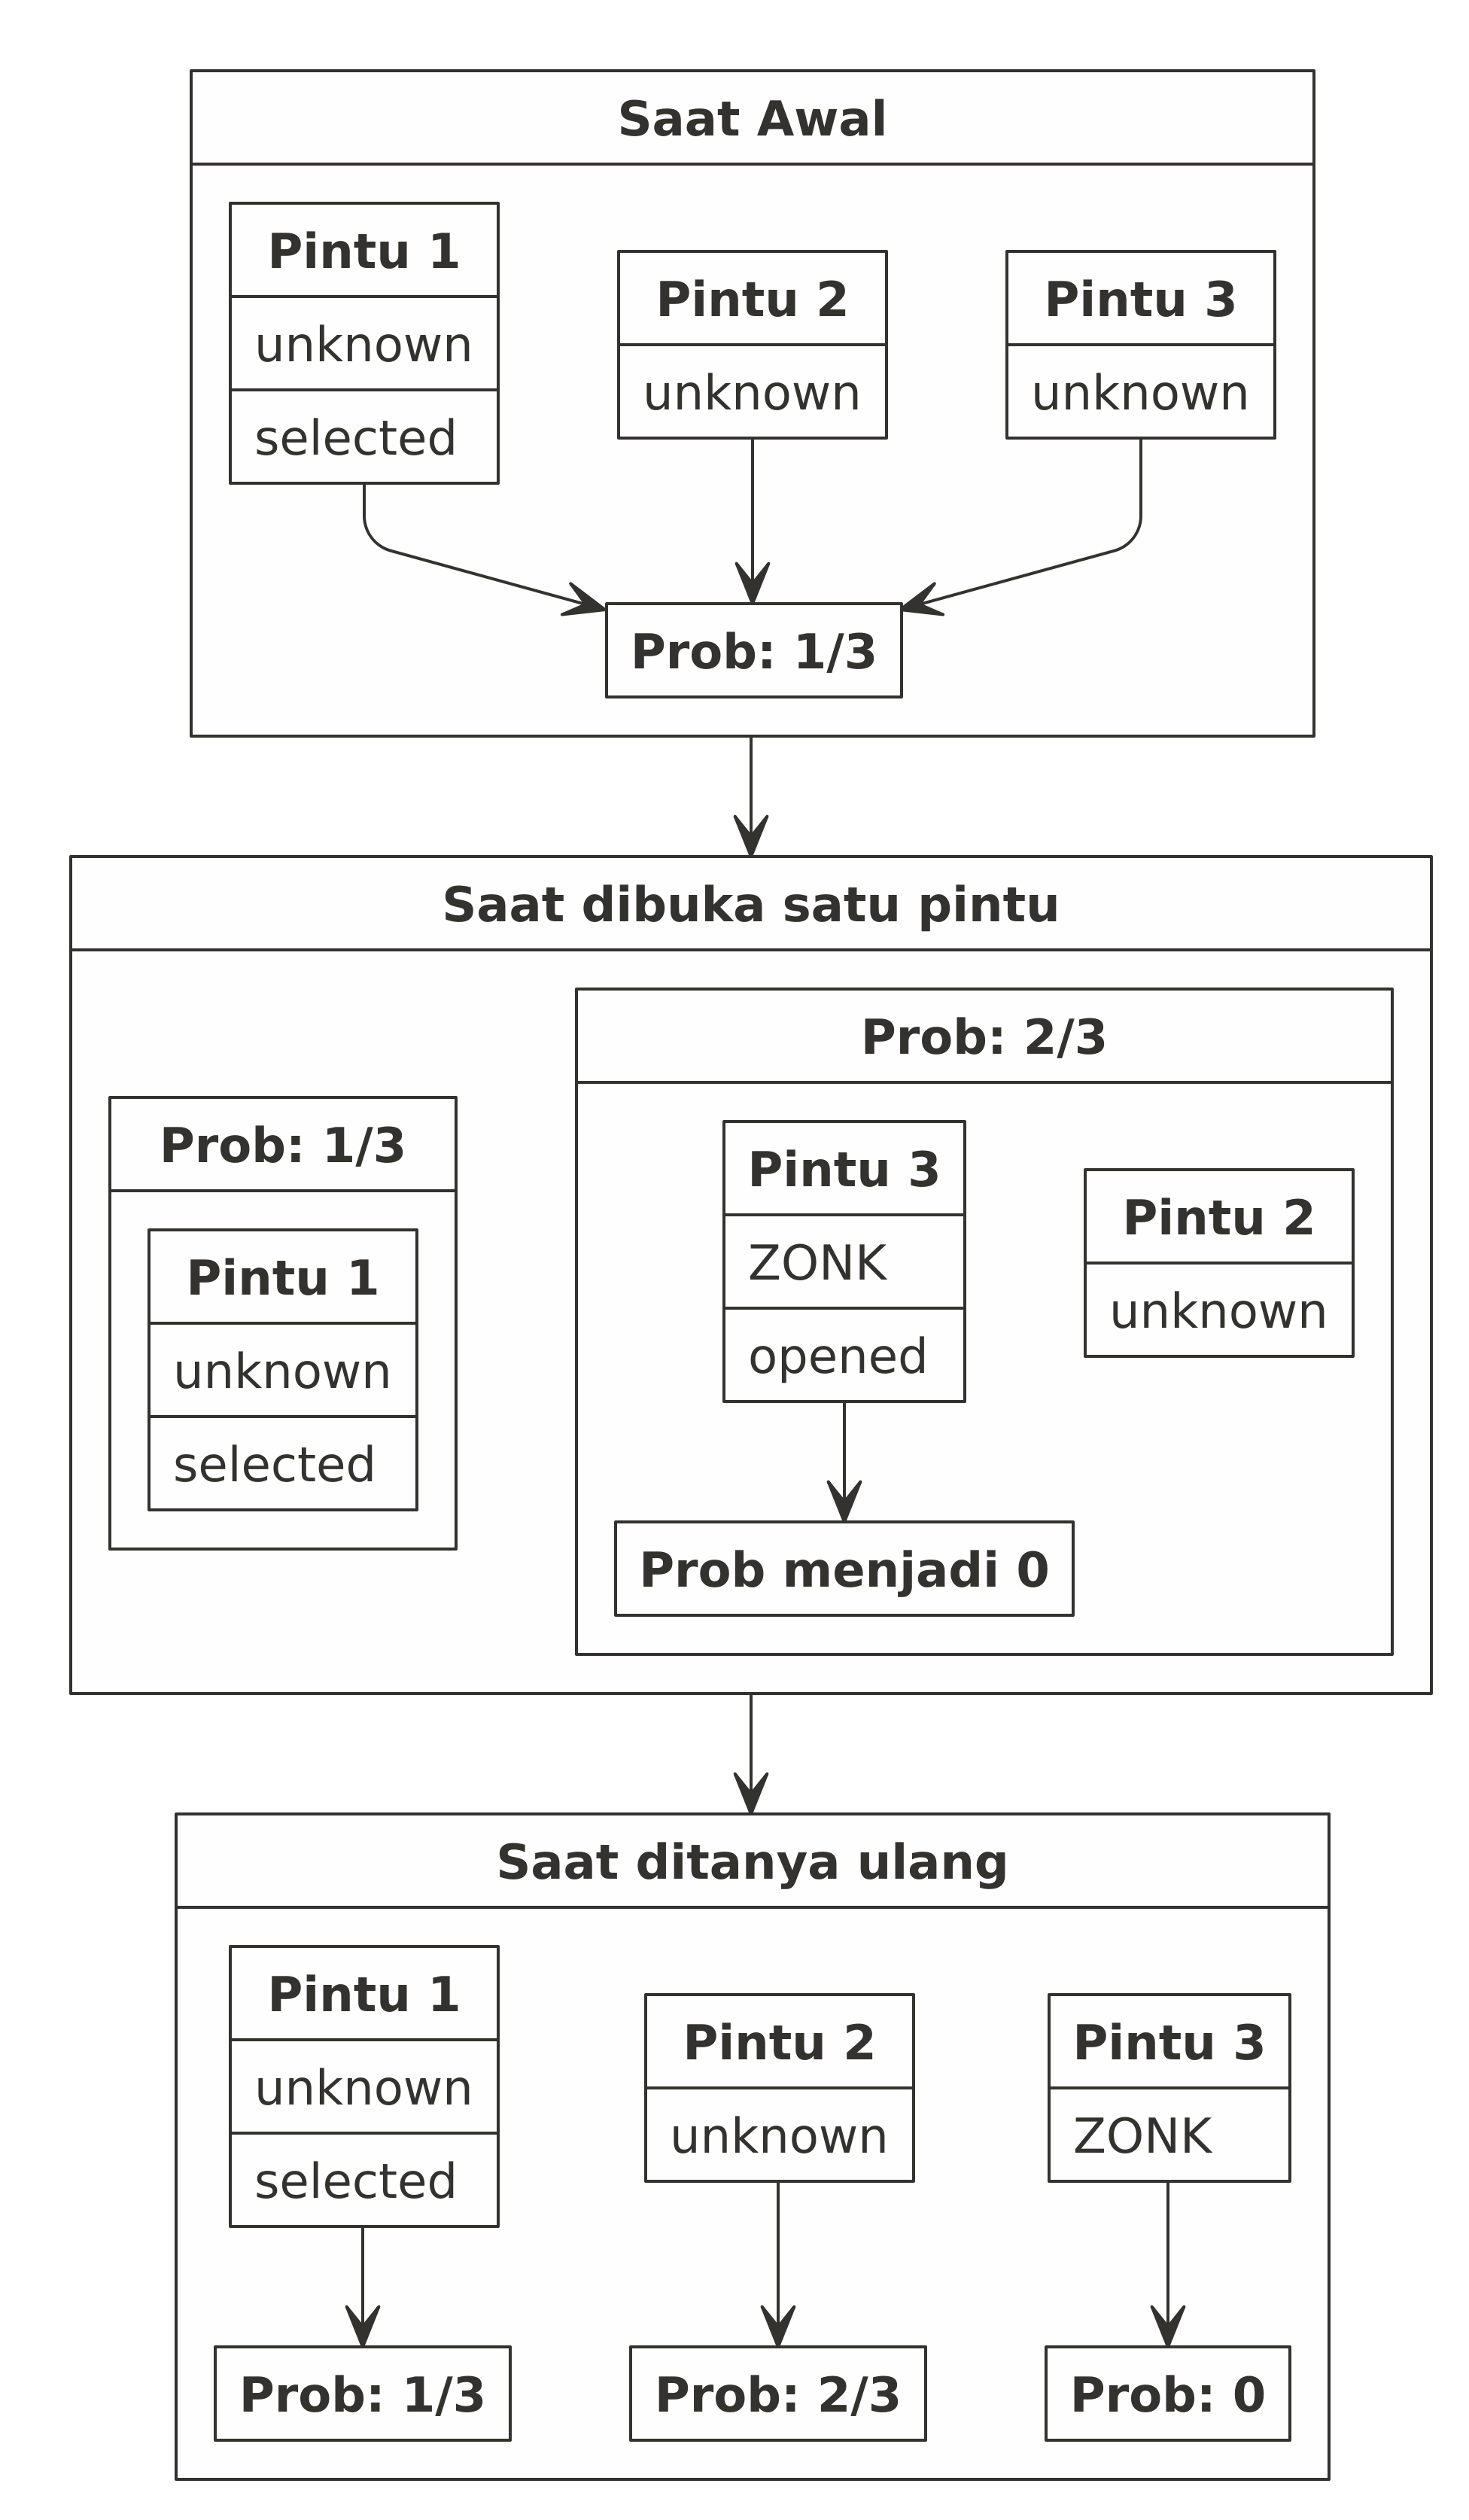 Saat Awal
Pintu 1
unknown
selected
Pintu 2
unknown
Pintu 3
unknown
Prob: 1/3
Saat dibuka satu pintu
Prob: 1/3
Pintu 1
unknown
selected
Prob: 2/3
Pintu 3
ZONK
opened
Pintu 2
unknown
Prob menjadi 0
Saat ditanya ulang
Pintu 1
unknown
selected
Pintu 2
unknown
Pintu 3
ZONK
Prob: 1/3
Prob: 2/3
Prob: 0